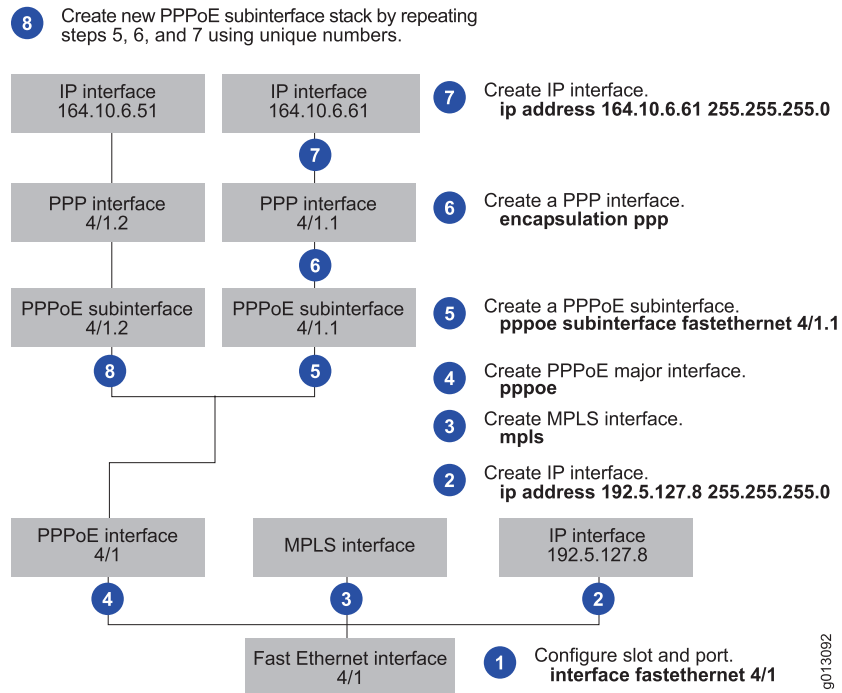 8
Create new PPPoE subinterface stack by repeating
steps 5, 6, and 7 using unique numbers.
IP interface
164.10.6.51
IP interface
164.10.6.61
7
Create IP interface.
ip address 164.10.6.61 255.255.255.0
7
PPP interface
4/1.2
PPP interface
4/1.1
6
Create a PPP interface.
encapsulation ppp
6
PPPoE subinterface
4/1.2
PPPoE subinterface
4/1.1
5
Create a PPPoE subinterface.
pppoe subinterface fastethernet 4/1.1
8
5
4
Create PPPoE major interface.
pppoe
3
Create MPLS interface.
mpls
2
Create IP interface.
ip address 192.5.127.8 255.255.255.0
PPPoE interface
4/1
MPLS interface
IP interface
192.5.127.8
4
3
2
Fast Ethernet interface
4/1
1
Configure slot and port.
interface fastethernet 4/1
g013092